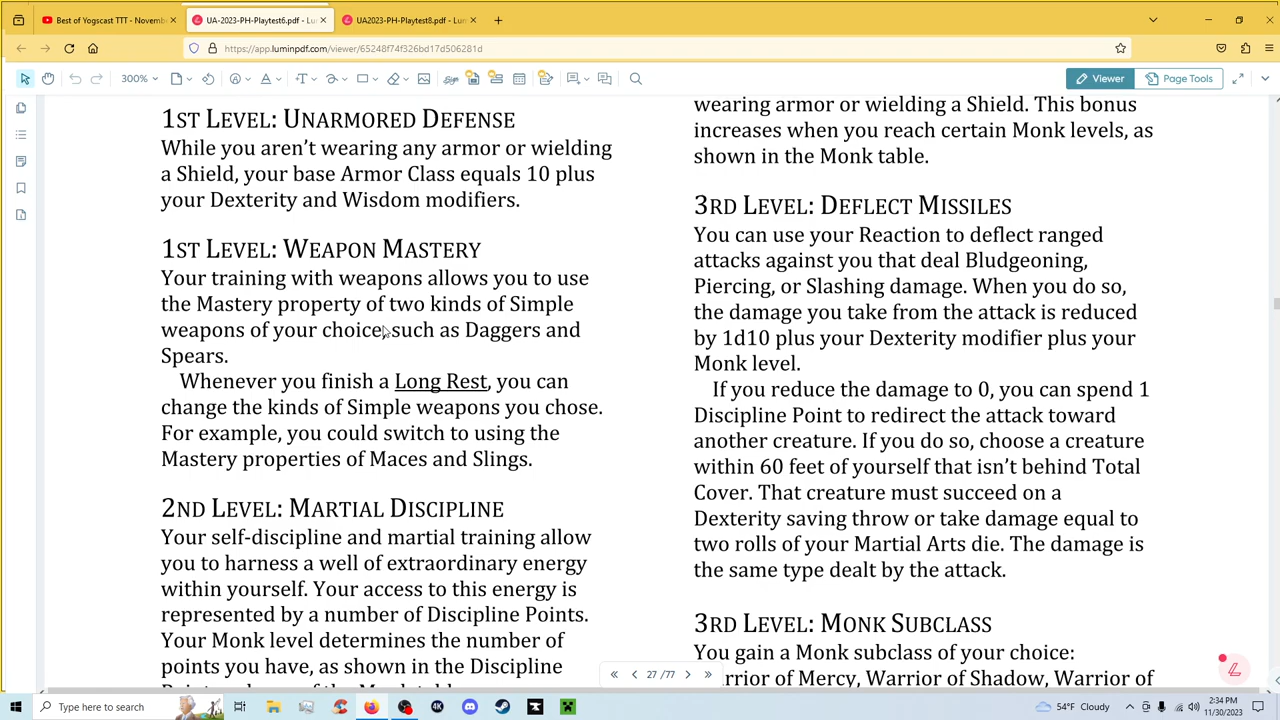 Best of Yogscast TTT - Novemb
UA-2023-PH-Playtest6.pdf - Lu
UA2023-PH-Playtest8.pdf - Lum
https://app.luminpdf.com/viewer/65248f74f326bd17d506281d
300%
Viewer
Page Tools
1ST LEVEL: UNARMORED DEFENSE
While you aren't wearing any armor or wielding
a Shield, your base Armor Class equals 10 plus
your Dexterity and Wisdom modifiers.
1ST LEVEL: WEAPON MASTERY
Your training with weapons allows you to use
the Mastery property of two kinds of Simple
weapons of your choice, such as Daggers and
Spears.
Whenever you finish a Long Rest, you can
change the kinds of Simple weapons you chose.
For example, you could switch to using the
Mastery properties of Maces and Slings.
2ND LEVEL: MARTIAL DISCIPLINE
Your self-discipline and martial training allow
you to harness a well of extraordinary energy
within yourself. Your access to this energy is
represented by a number of Discipline Points.
Your Monk level determines the number of
points you have, as shown in the Discipline
wearing armor or wielding a Shield. This bonus
increases when you reach certain Monk levels, as
shown in the Monk table.
3RD LEVEL: DEFLECT MISSILES
You can use your Reaction to deflect ranged
attacks against you that deal Bludgeoning,
Piercing, or Slashing damage. When you do so,
the damage you take from the attack is reduced
by 1d10 plus your Dexterity modifier plus your
Monk level.
If you reduce the damage to 0, you can spend 1
Discipline Point to redirect the attack toward
another creature. If you do so, choose a creature
within 60 feet of yourself that isn't behind Total
Cover. That creature must succeed on a
Dexterity saving throw or take damage equal to
two rolls of your Martial Arts die. The damage is
the same type dealt by the attack.
3RD LEVEL: MONK SUBCLASS
You gain a Monk subclass of your choice:
rrior of Mercy, Warrior of Shadow, Warrior of
27 /77
Type here to search
54°F Cloudy
2:34 PM
11/30/2023